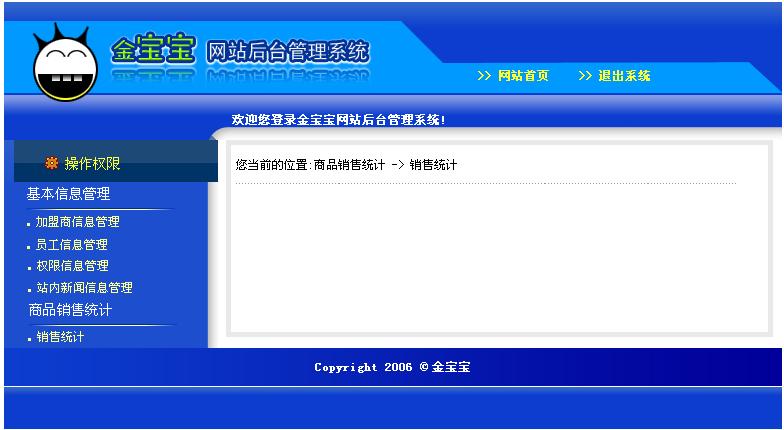 金宝宝 网站后台管理系统
>> 网站首页 >> 退出系统
欢迎您登录金宝宝网站后台管理系统!
操作权限
您当前的位置:商品销售统计 -> 销售统计
基本信息管理
加盟商信息管理
员工信息管理
权限信息管理
站内新闻信息管理
商品销售统计
销售统计
Copyright 2006 © 金宝宝